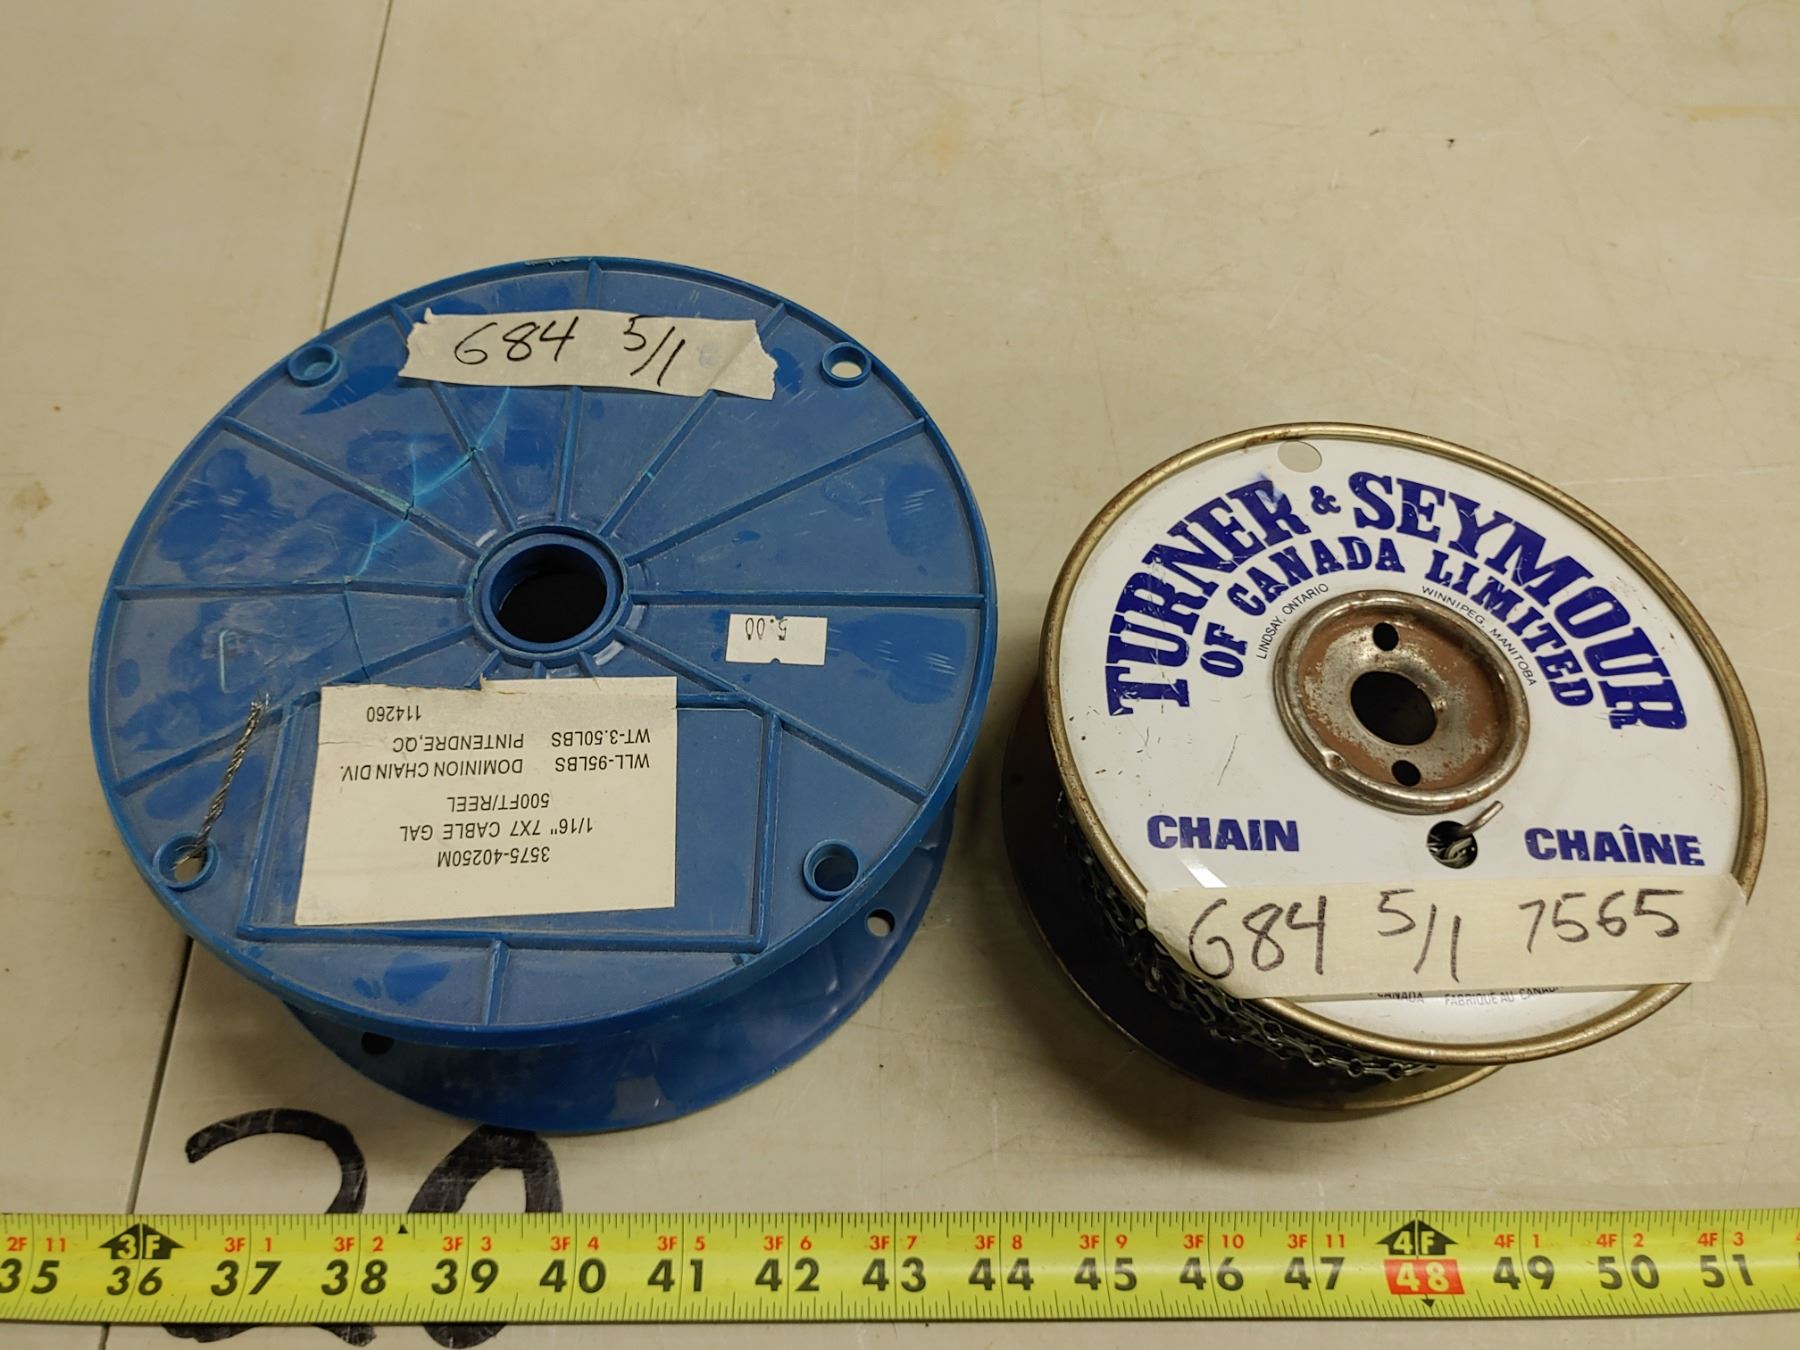 684 5/1
5.00
3575-40250M
1/16" 7X7 CABLE GAL
500FT/REEL
WLL-95LBS DOMINION CHAIN DIV.
WT-3.50LBS PINTENDRE,QC
114260
TURNER & SEYMOUR
OF CANADA LIMITED
LINDSAY, ONTARIO
WINNIPEG, MANITOBA
CHAIN CHAÎNE
684 5/1 7565
CANADA FABRIQUE AU
20
2F 11 3F 3F 1 3F 2 3F 3 3F 4 3F 5 3F 6 3F 7 3F 8 3F 9 3F 10 3F 11 4F 4F 1 4F 2 4F 3
35 36 37 38 39 40 41 42 43 44 45 46 47 48 49 50 51